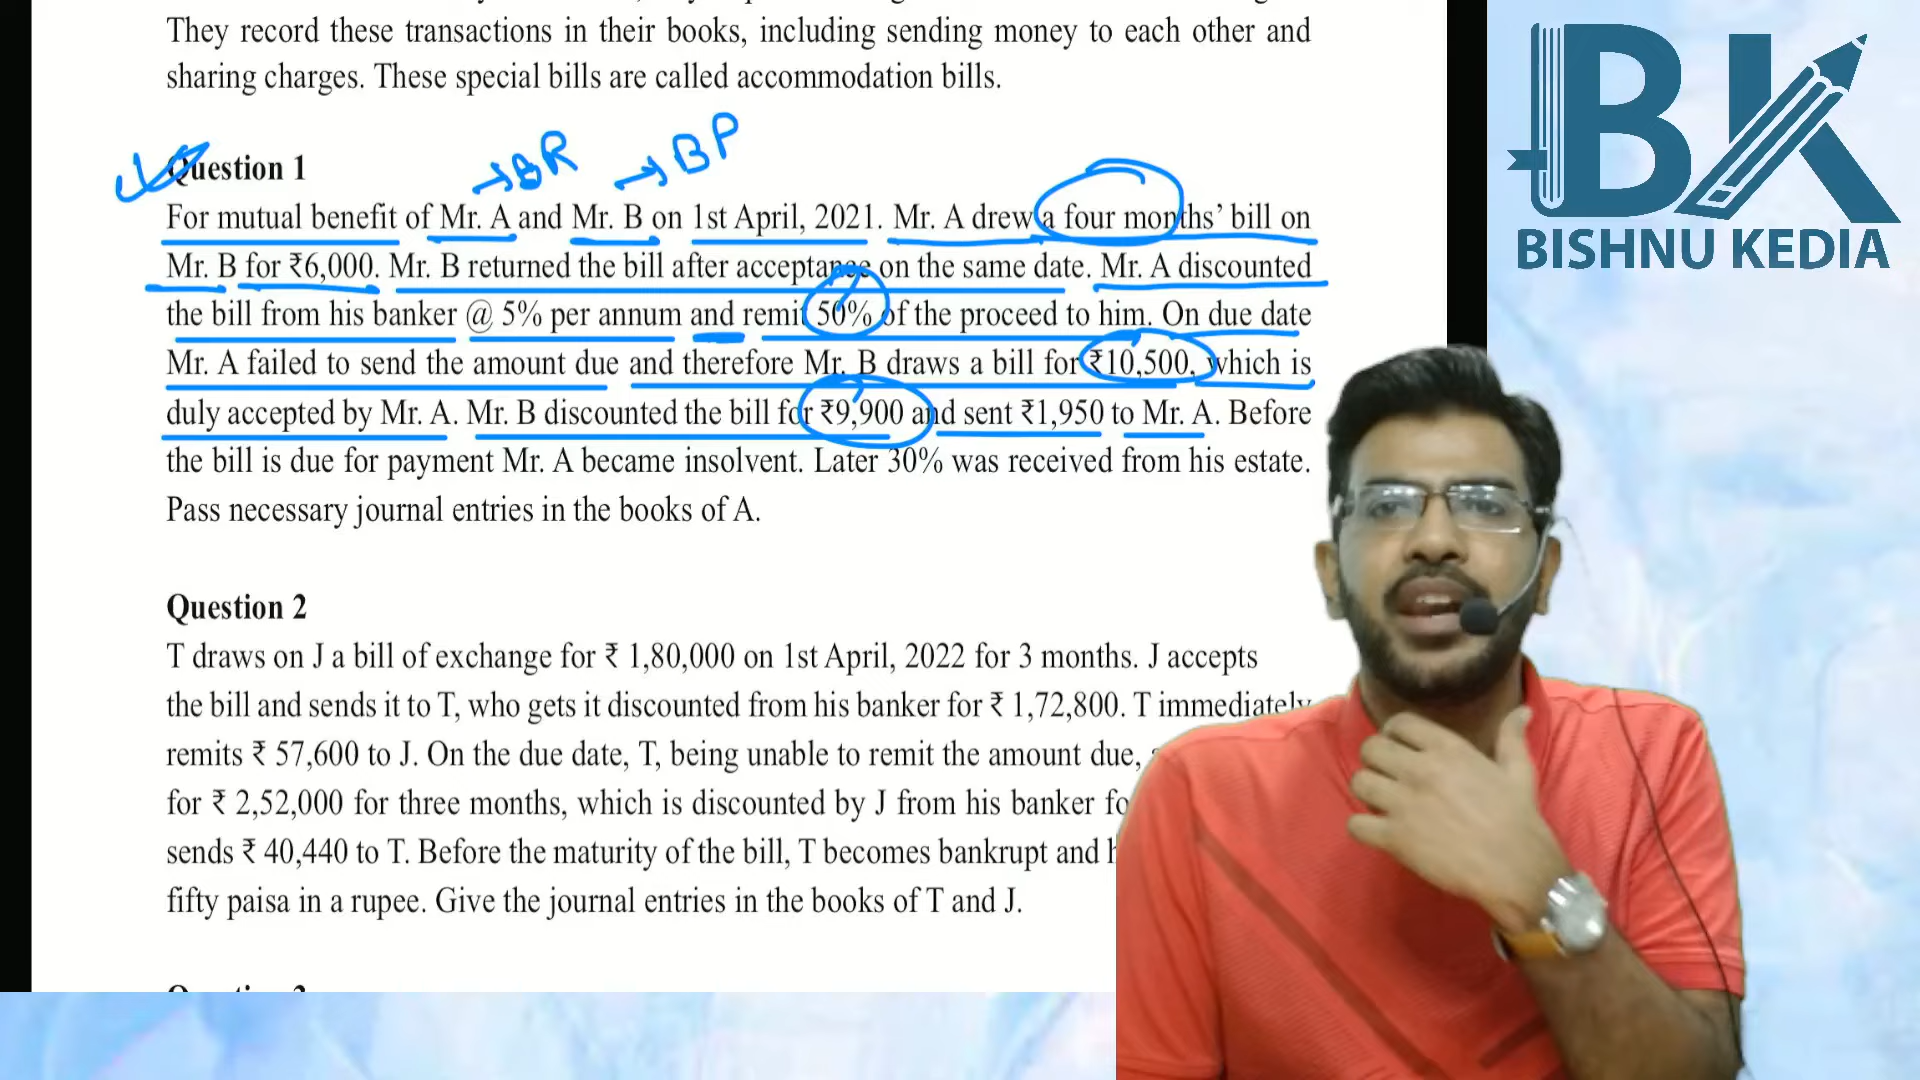 They record these transactions in their books, including sending money to each other and
sharing charges. These special bills are called accommodation bills.
→BR →BP
Question 1
For mutual benefit of Mr. A and Mr. B on 1st April, 2021. Mr. A drew a four months’ bill on
Mr. B for ₹6,000. Mr. B returned the bill after acceptance on the same date. Mr. A discounted
the bill from his banker @ 5% per annum and remit 50% of the proceed to him. On due date
Mr. A failed to send the amount due and therefore Mr. B draws a bill for ₹10,500, which is
duly accepted by Mr. A. Mr. B discounted the bill for ₹9,900 and sent ₹1,950 to Mr. A. Before
the bill is due for payment Mr. A became insolvent. Later 30% was received from his estate.
Pass necessary journal entries in the books of A.
Question 2
T draws on J a bill of exchange for ₹ 1,80,000 on 1st April, 2022 for 3 months. J accepts
the bill and sends it to T, who gets it discounted from his banker for ₹ 1,72,800. T immediately
remits ₹ 57,600 to J. On the due date, T, being unable to remit the amount due,
for ₹ 2,52,000 for three months, which is discounted by J from his banker
sends ₹ 40,440 to T. Before the maturity of the bill, T becomes bankrupt and
fifty paisa in a rupee. Give the journal entries in the books of T and J.
BK
BISHNU KEDIA